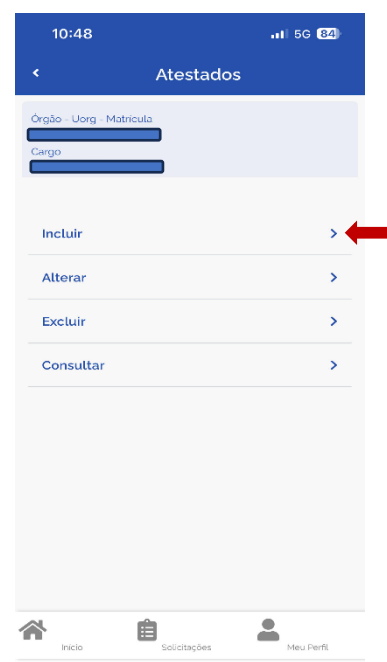 10:48 5G 84
Atestados
Órgão - Uorg - Matrícula
Cargo
Incluir
Alterar
Excluir
Consultar
Início Solicitações Meu Perfil